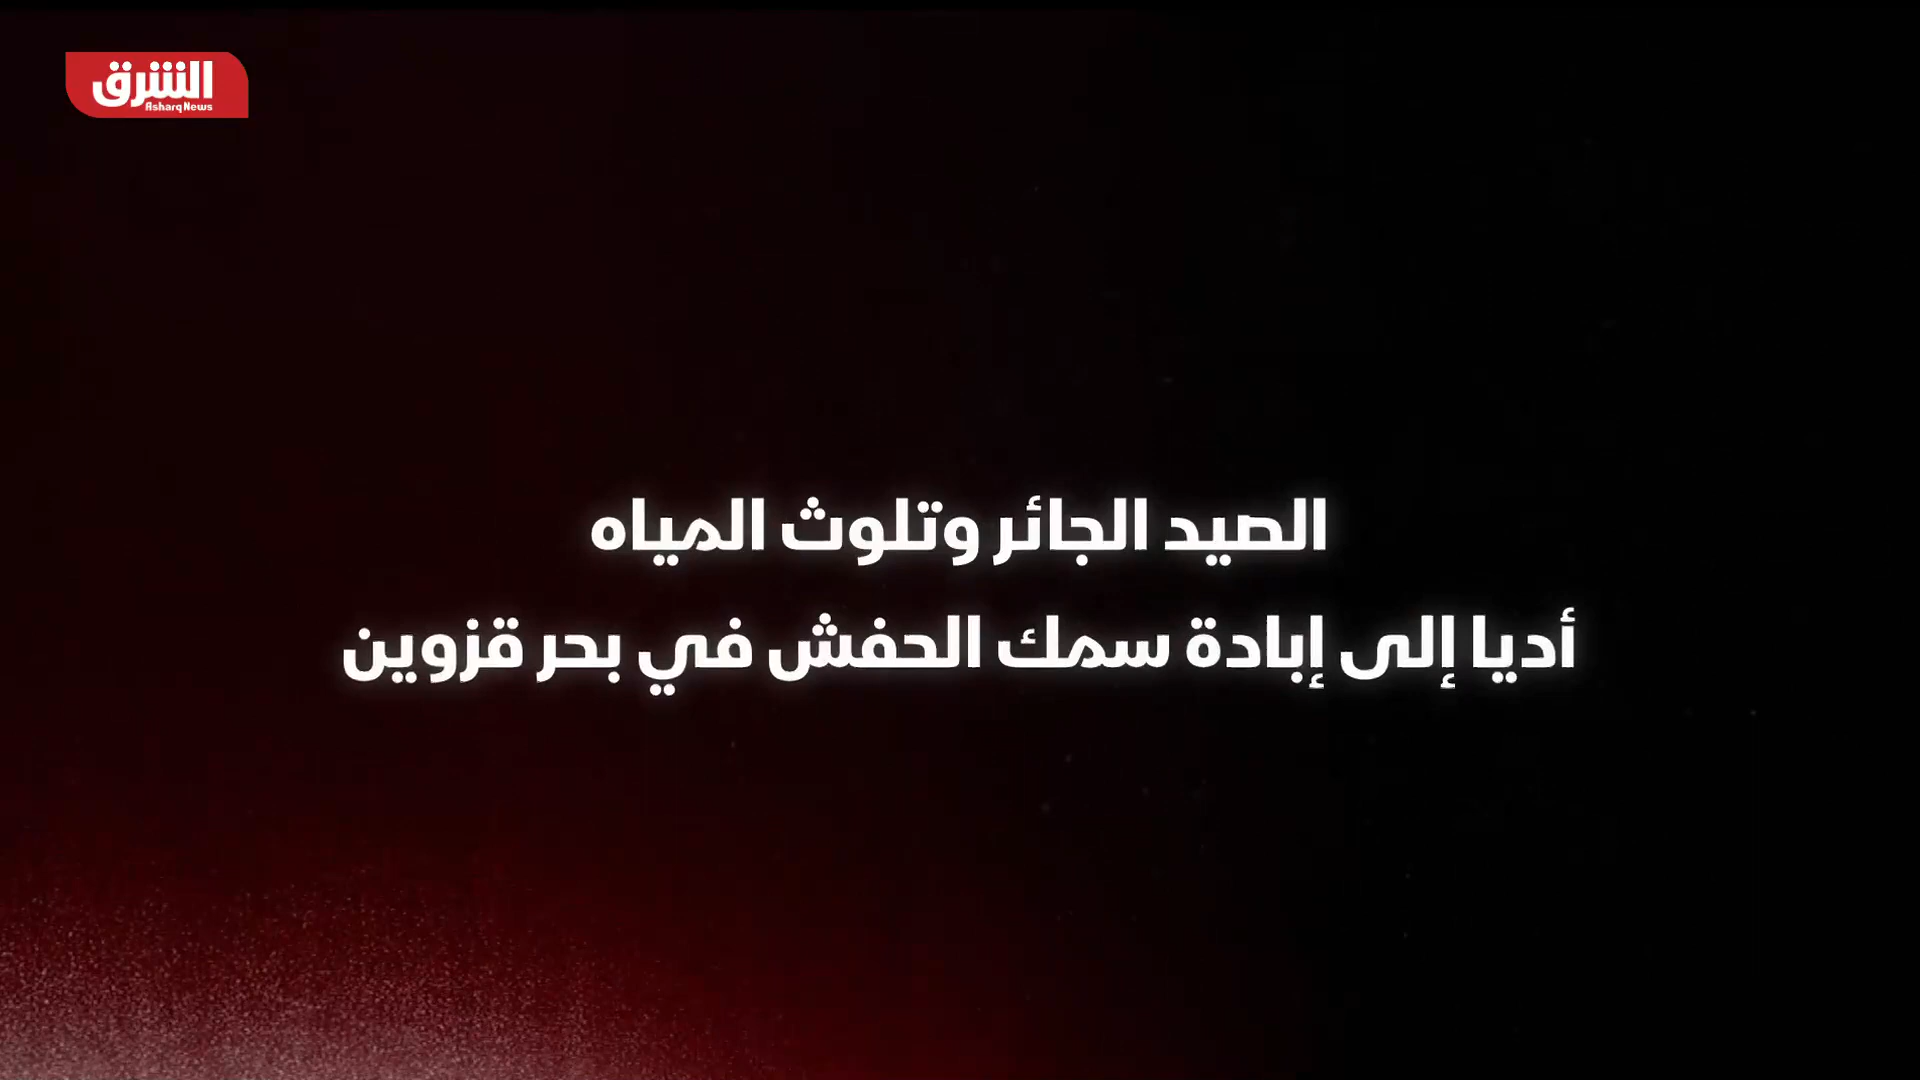 الشرق
Asharq News
الصيد الجائر وتلوث المياه
أديا إلى إبادة سمك الحفش في بحر قزوين